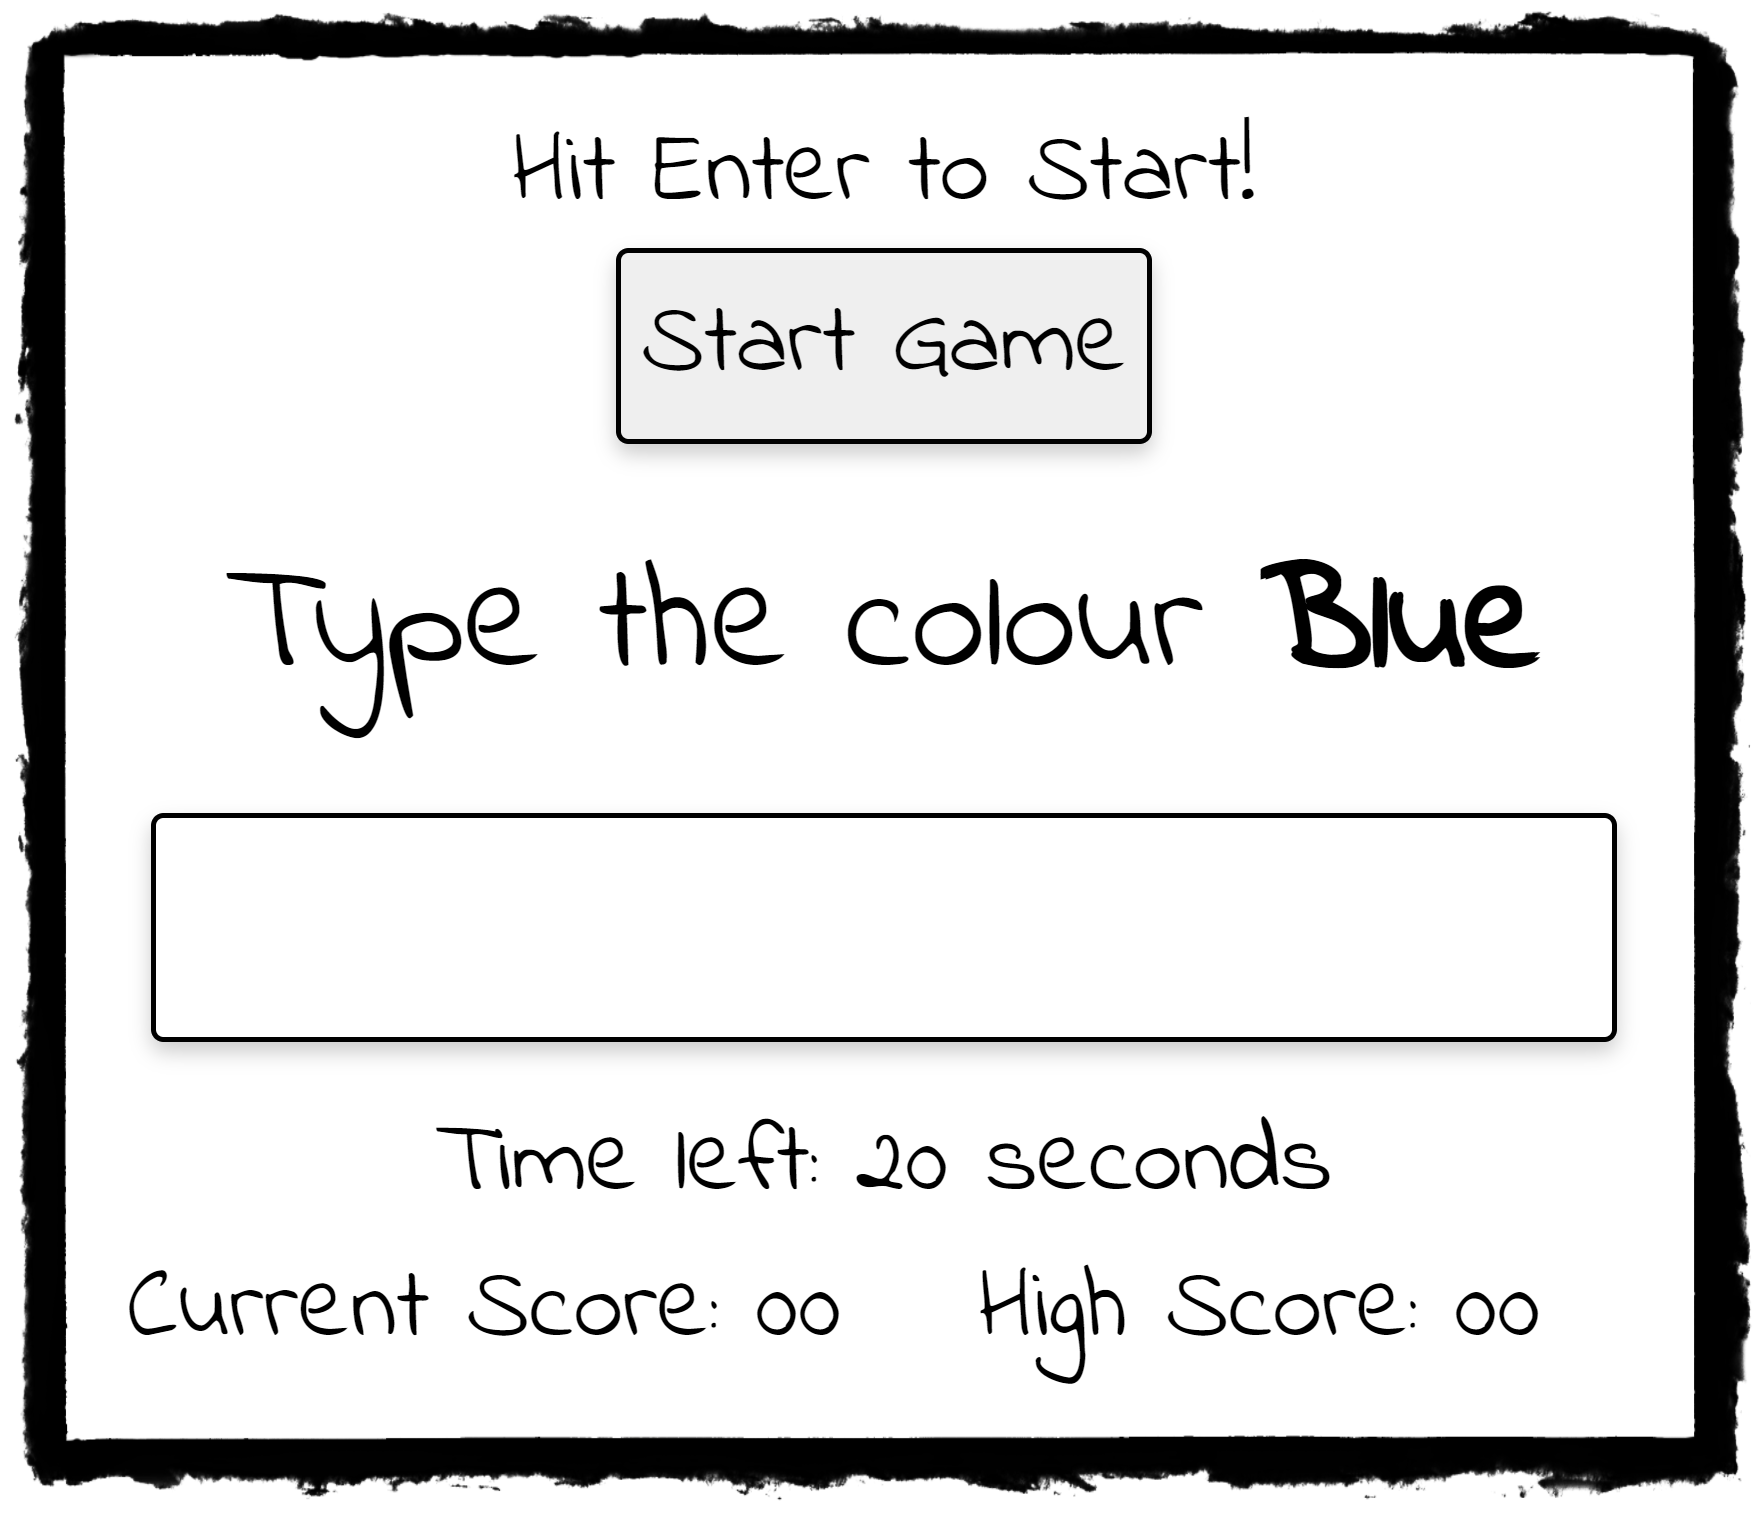 Hit Enter to Start!
Start Game
Type the colour Blue
Time left: 20 seconds
Current Score: 00 High Score: 00